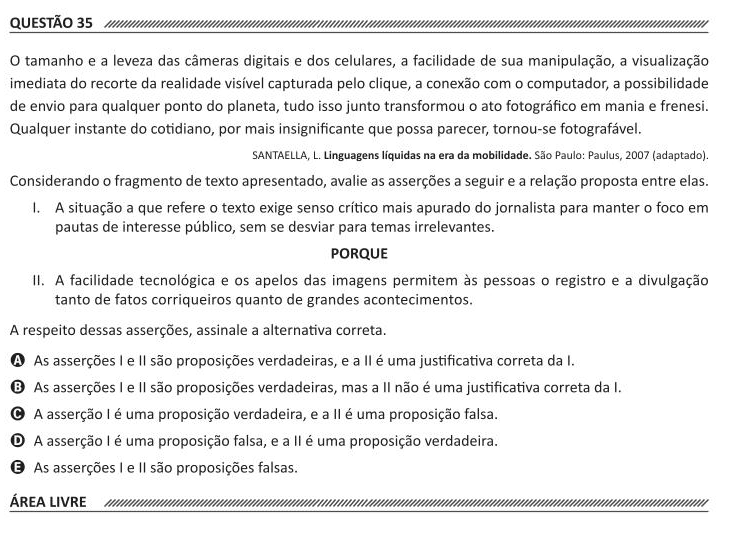 QUESTÃO 35
O tamanho e a leveza das câmeras digitais e dos celulares, a facilidade de sua manipulação, a visualização
imediata do recorte da realidade visível capturada pelo clique, a conexão com o computador, a possibilidade
de envio para qualquer ponto do planeta, tudo isso junto transformou o ato fotográfico em mania e frenesi.
Qualquer instante do cotidiano, por mais insignificante que possa parecer, tornou-se fotografável.
SANTAELLA, L. Linguagens líquidas na era da mobilidade. São Paulo: Paulus, 2007 (adaptado).
Considerando o fragmento de texto apresentado, avalie as asserções a seguir e a relação proposta entre elas.
I. A situação a que refere o texto exige senso crítico mais apurado do jornalista para manter o foco em
pautas de interesse público, sem se desviar para temas irrelevantes.
PORQUE
II. A facilidade tecnológica e os apelos das imagens permitem às pessoas o registro e a divulgação
tanto de fatos corriqueiros quanto de grandes acontecimentos.
A respeito dessas asserções, assinale a alternativa correta.
A As asserções I e II são proposições verdadeiras, e a II é uma justificativa correta da I.
B As asserções I e II são proposições verdadeiras, mas a II não é uma justificativa correta da I.
C A asserção I é uma proposição verdadeira, e a II é uma proposição falsa.
D A asserção I é uma proposição falsa, e a II é uma proposição verdadeira.
E As asserções I e II são proposições falsas.
ÁREA LIVRE